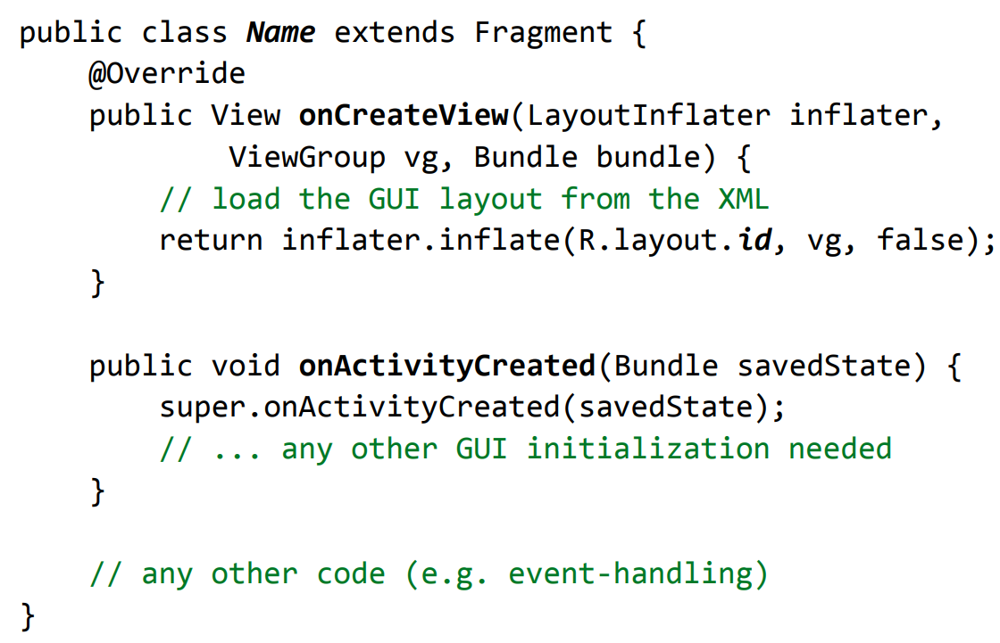 public class Name extends Fragment {
    @Override
    public View onCreateView(LayoutInflater inflater,
            ViewGroup vg, Bundle bundle) {
        // load the GUI layout from the XML
        return inflater.inflate(R.layout.id, vg, false);
    }

    public void onActivityCreated(Bundle savedState) {
        super.onActivityCreated(savedState);
        // ... any other GUI initialization needed
    }

    // any other code (e.g. event-handling)
}